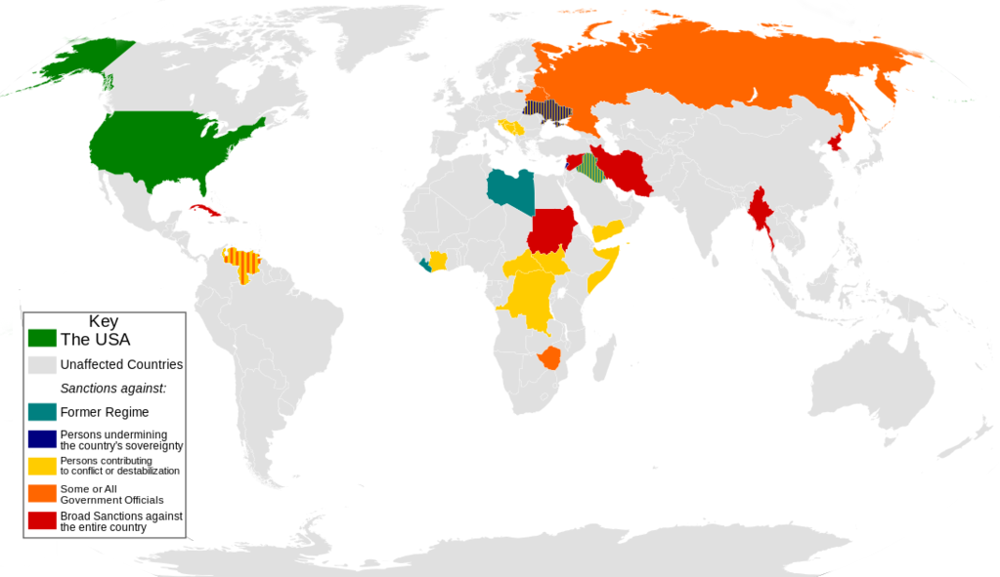 Key
The USA
Unaffected Countries
Sanctions against:
Former Regime
Persons undermining
the country's sovereignty
Persons contributing
to conflict or destabilization
Some or All
Government Officials
Broad Sanctions against
the entire country